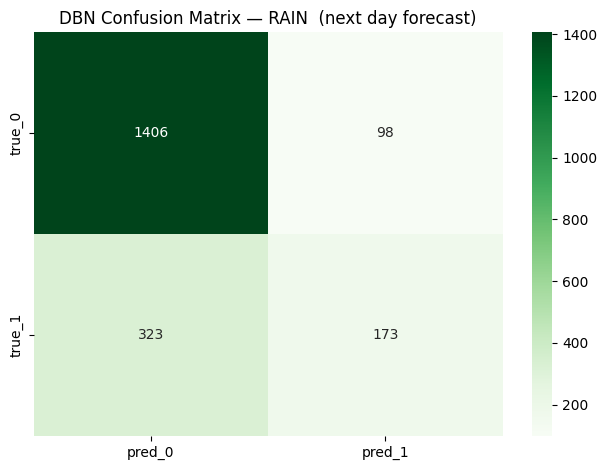 DBN Confusion Matrix — RAIN  (next day forecast)
true_0
1406
98
true_1
323
173
pred_0
pred_1
1400
1200
1000
800
600
400
200